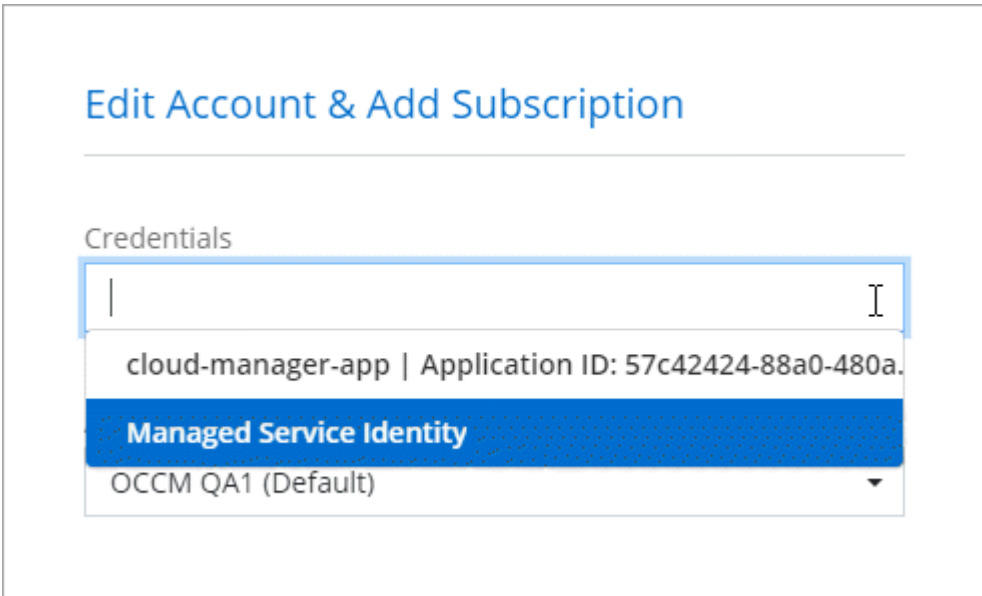 Edit Account & Add Subscription
Credentials
cloud-manager-app | Application ID: 57c42424-88a0-480a.
Managed Service Identity
OCCM QA1 (Default)